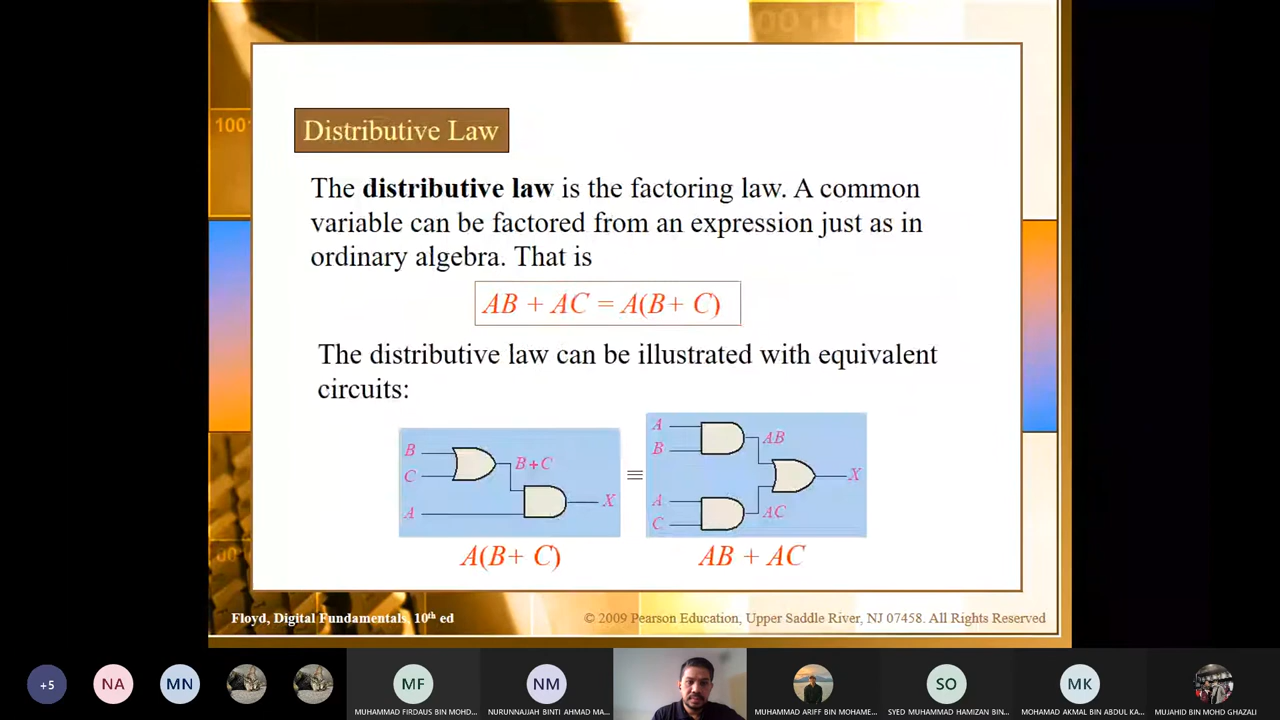 100
001
Distributive Law
The distributive law is the factoring law. A common
variable can be factored from an expression just as in
ordinary algebra. That is
AB + AC = A(B+ C)
The distributive law can be illustrated with equivalent
circuits:
B
C
A
B+C
X
≡
A
B
A
C
AB
AC
X
A(B+ C)
AB + AC
Floyd, Digital Fundamentals, 10th ed
© 2009 Pearson Education, Upper Saddle River, NJ 07458. All Rights Reserved
+5
NA
MN
MF
NM
SO
MK
MUHAMMAD FIRDAUS BIN MOHD...
NURUNNAJAH BINTI AHMAD MA...
MUHAMMAD ARIFF BIN MOHAME...
SYED MUHAMMAD HAMIZAN BIN...
MOHAMAD AKMAL BIN ABDUL KA...
MUJAHID BIN MOHD GHAZALI